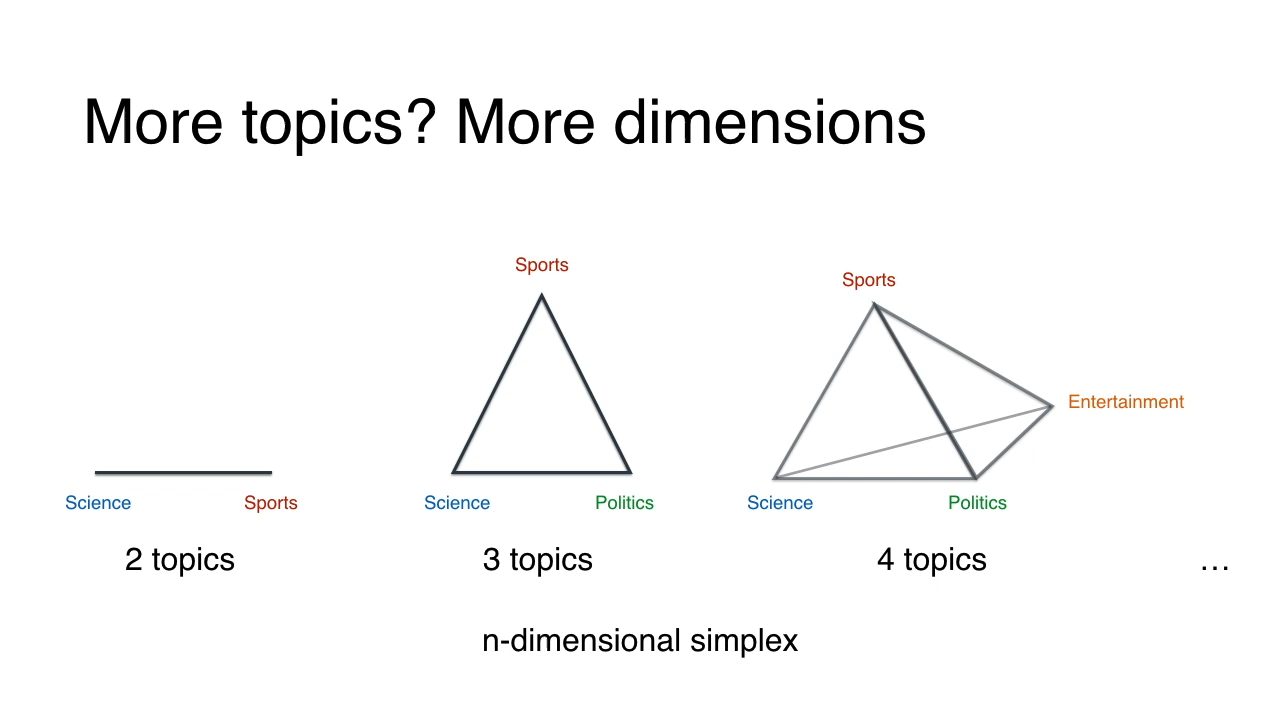 More topics? More dimensions
Sports
Science
Sports
Science
Politics
Sports
Entertainment
Science
Politics
2 topics
3 topics
4 topics
...
n-dimensional simplex